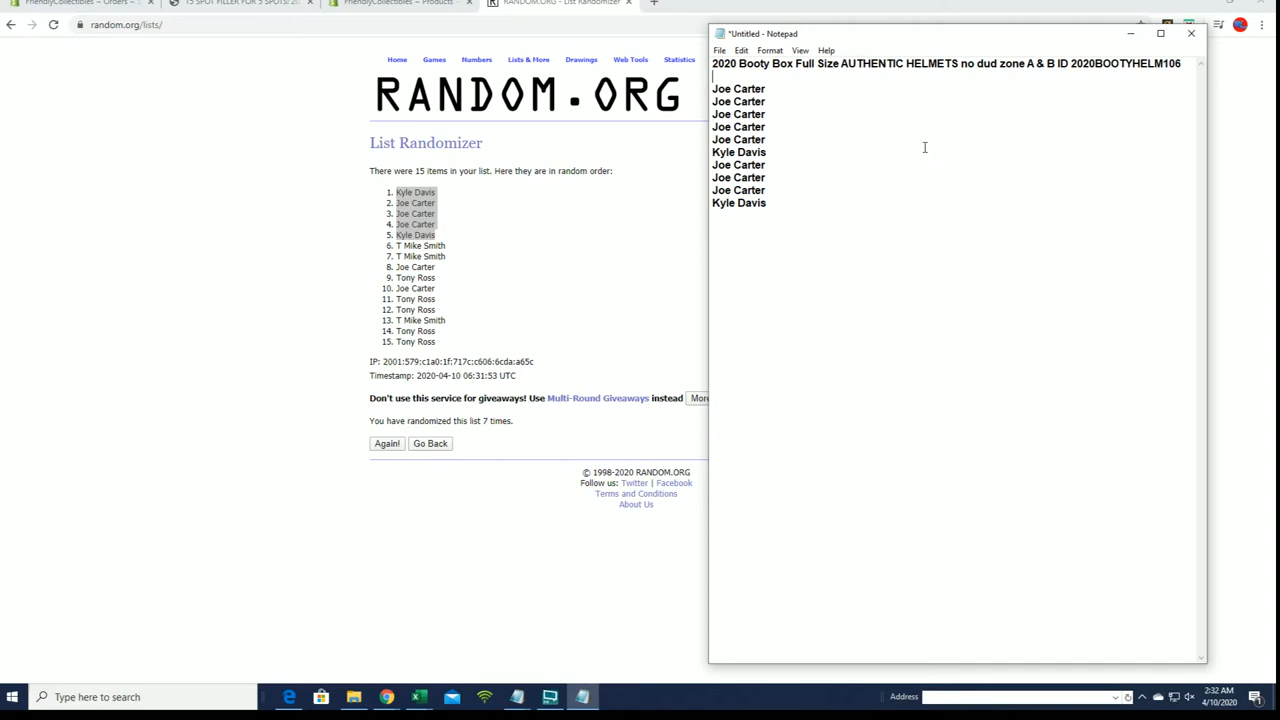 FriendlyCollectibles ~ Orders ~ S
15 SPOT FILLER FOR 5 SPOTS: 20
FriendlyCollectibles ~ Products ~
RANDOM.ORG - List Randomizer
random.org/lists/
Home Games Numbers Lists & More Drawings Web Tools Statistics
RANDOM.ORG
List Randomizer
There were 15 items in your list. Here they are in random order:
1. Kyle Davis
2. Joe Carter
3. Joe Carter
4. Joe Carter
5. Kyle Davis
6. T Mike Smith
7. T Mike Smith
8. Joe Carter
9. Tony Ross
10. Joe Carter
11. Tony Ross
12. Tony Ross
13. T Mike Smith
14. Tony Ross
15. Tony Ross
IP: 2001:579:c1a0:1f:717c:c606:6cda:a65c
Timestamp: 2020-04-10 06:31:53 UTC
Don't use this service for giveaways! Use Multi-Round Giveaways instead More
You have randomized this list 7 times.
Again! Go Back
© 1998-2020 RANDOM.ORG
Follow us: Twitter | Facebook
Terms and Conditions
About Us
*Untitled - Notepad
File Edit Format View Help
2020 Booty Box Full Size AUTHENTIC HELMETS no dud zone A & B ID 2020BOOTYHELM106
Joe Carter
Joe Carter
Joe Carter
Joe Carter
Joe Carter
Kyle Davis
Joe Carter
Joe Carter
Joe Carter
Kyle Davis
Type here to search
Address
2:32 AM
4/10/2020